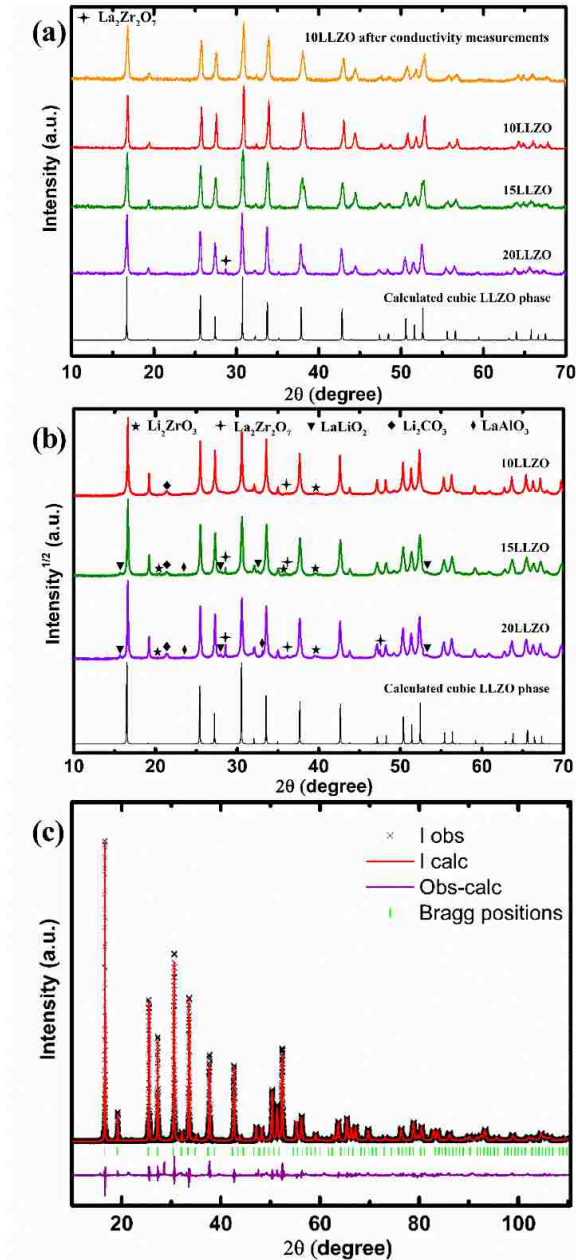 (a)
La₂Zr₂O₇
10LLZO after conductivity measurements
10LLZO
15LLZO
20LLZO
Calculated cubic LLZO phase
Intensity (a.u.)
10 20 30 40 50 60 70
2θ (degree)
(b)
Li₂ZrO₃ La₂Zr₂O₇ LaLiO₂ Li₂CO₃ LaAlO₃
10LLZO
15LLZO
20LLZO
Calculated cubic LLZO phase
Intensity^1/2 (a.u.)
10 20 30 40 50 60 70
2θ (degree)
(c)
I obs
I calc
Obs-calc
Bragg positions
Intensity (a.u.)
20 40 60 80 100
2θ (degree)